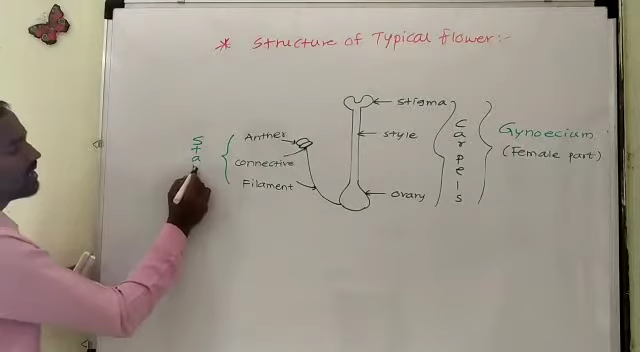 * Structure of Typical flower:-
stigma
style
ovary
Carpels
Gynoecium
(Female part)
Anther
connective
Filament
Sta